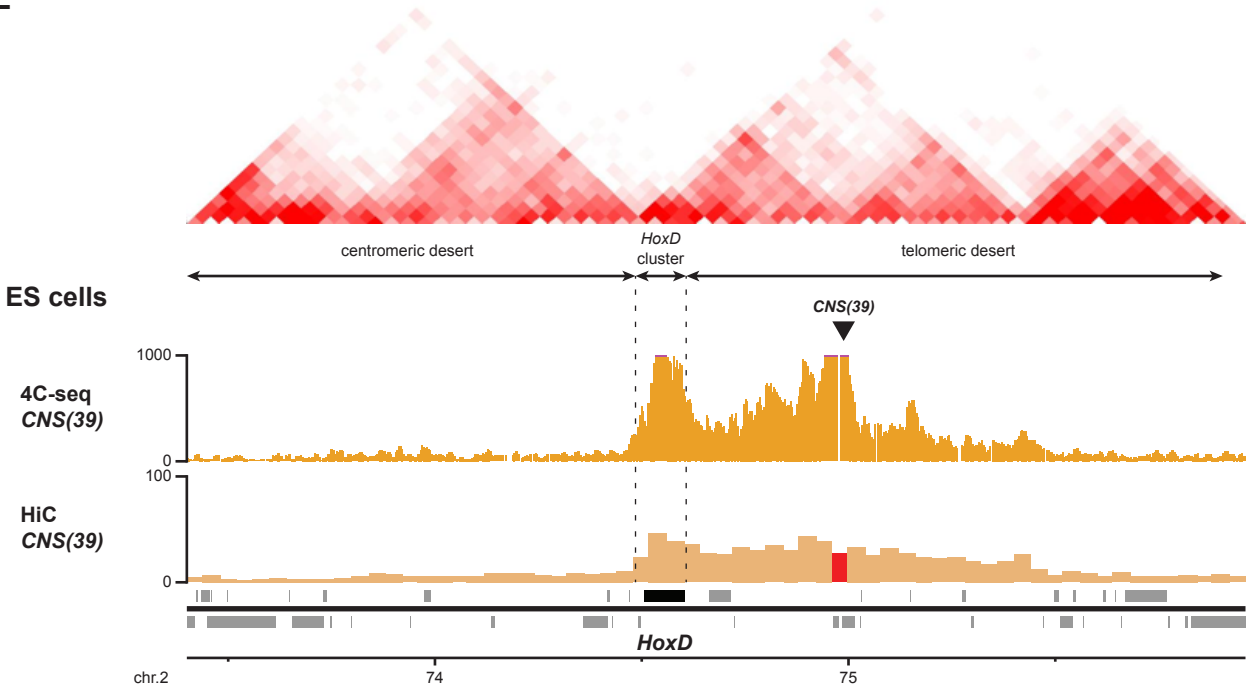 HoxD
centromeric desert
cluster
telomeric desert
ES cells
CNS(39)
1000
4C-seq
CNS(39)
0
100
HiC
CNS(39)
0
HoxD
chr.2
74
75